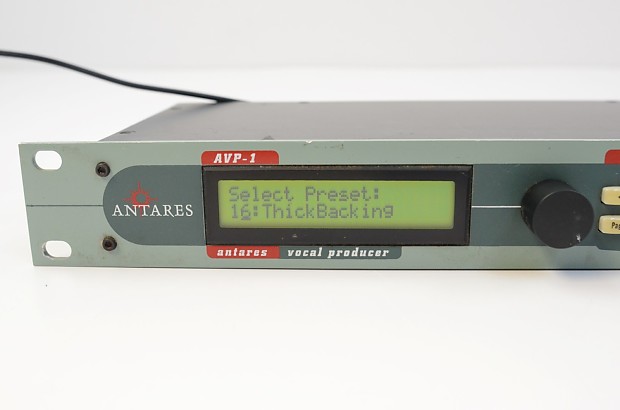 AVP-1
ANTARES
Select Preset:
16:ThickBacking
antares vocal producer